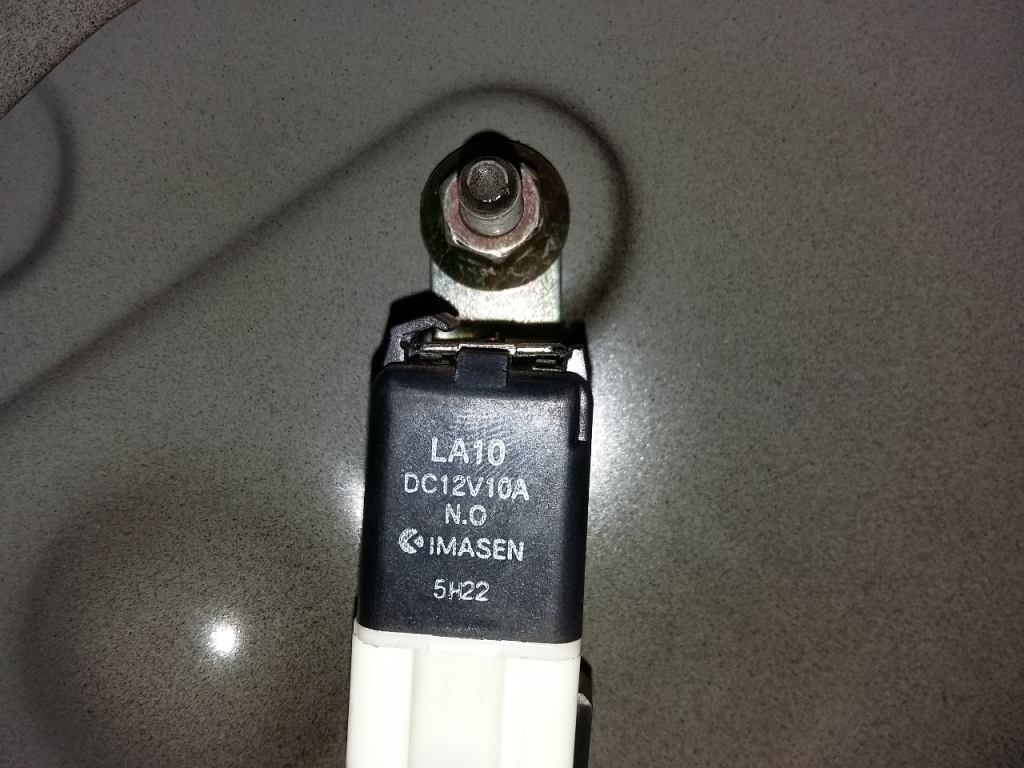 LA10
DC12V10A
N.O
IMASEN
5H22